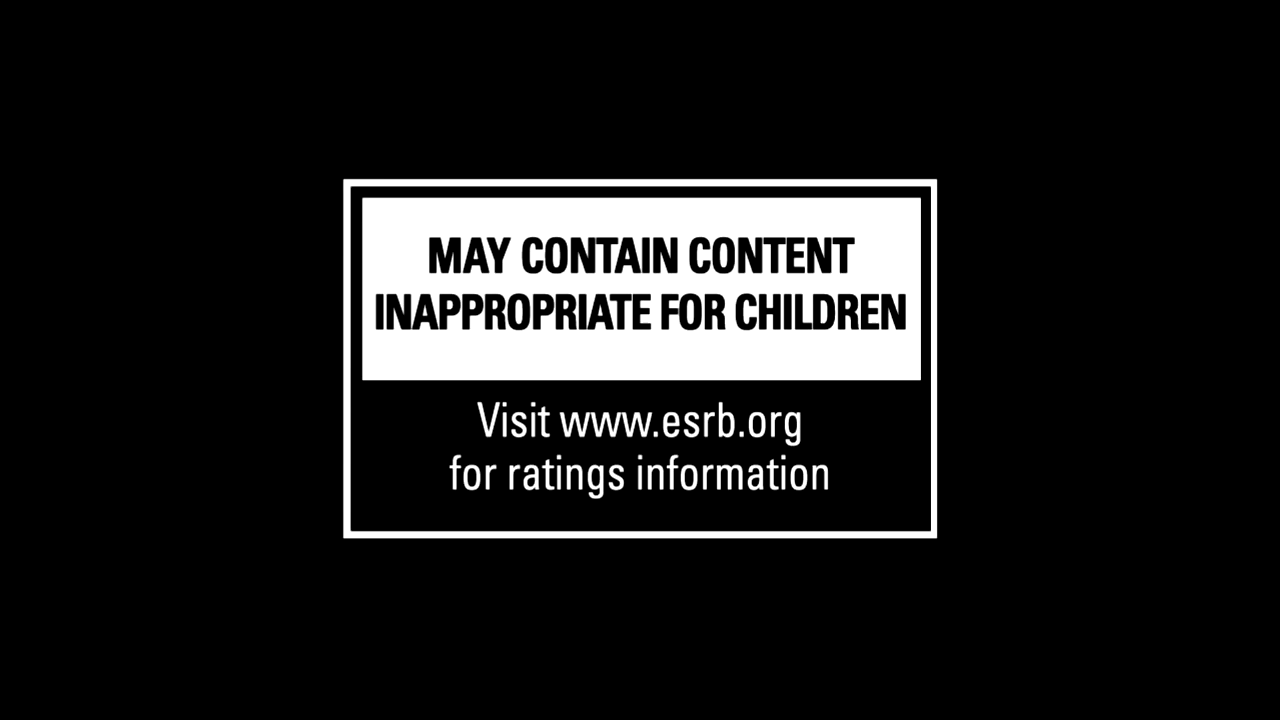 MAY CONTAIN CONTENT
INAPPROPRIATE FOR CHILDREN
Visit www.esrb.org
for ratings information